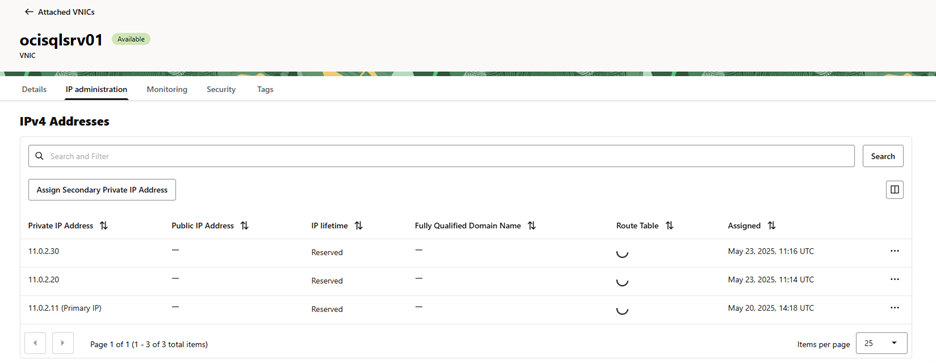 ← Attached VNICs
ocisqlsrv01 Available
VNIC
Details IP administration Monitoring Security Tags
IPv4 Addresses
Search and Filter Search
Assign Secondary Private IP Address
Private IP Address Public IP Address IP lifetime Fully Qualified Domain Name Route Table Assigned
11.0.2.30 — Reserved — May 23, 2025, 11:16 UTC ...
11.0.2.20 — Reserved — May 23, 2025, 11:14 UTC ...
11.0.2.11 (Primary IP) — Reserved — May 20, 2025, 14:18 UTC ...
Page 1 of 1 (1 - 3 of 3 total items) Items per page 25